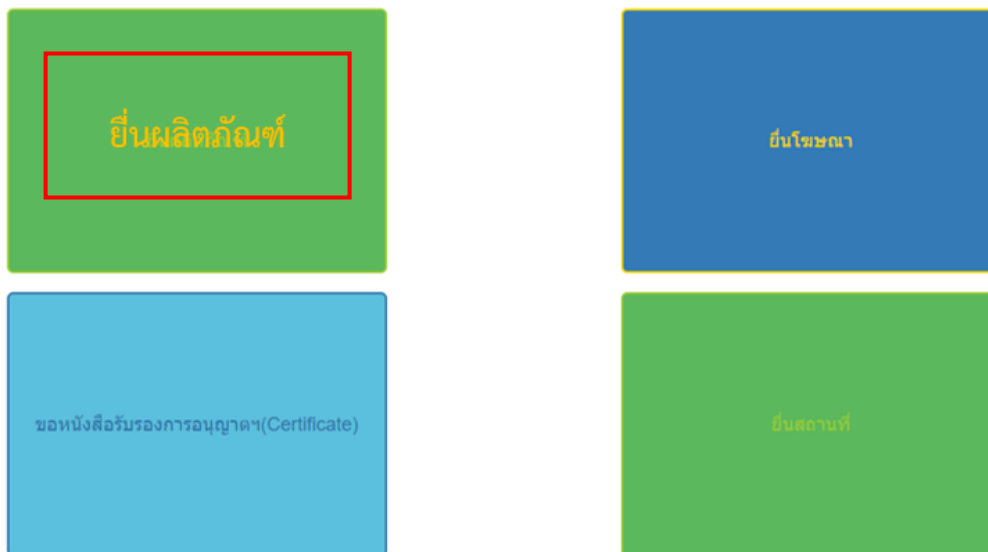 ยื่นผลิตภัณฑ์
ยื่นโฆษณา
ขอหนังสือรับรองการอนุญาตฯ(Certificate)
ยื่นสถานที่